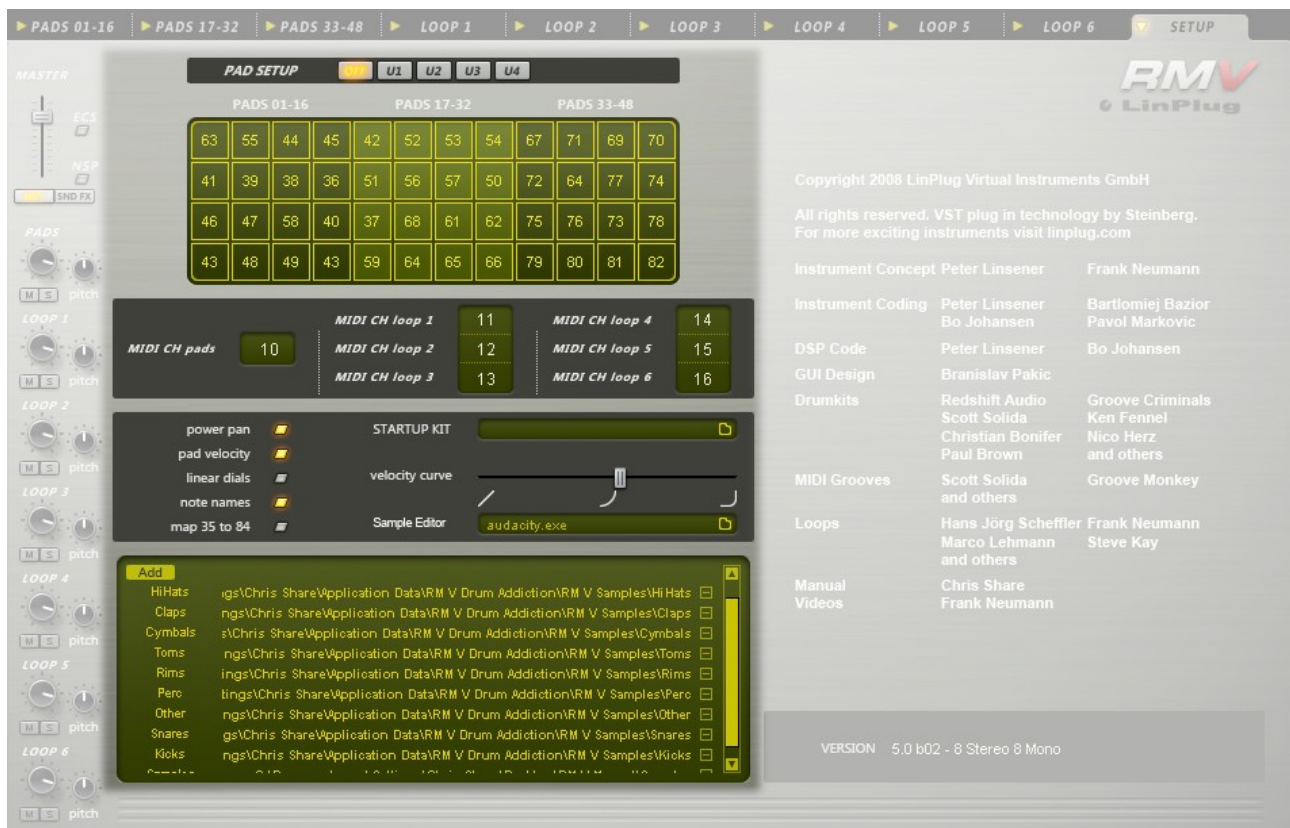 PADS 01-16 PADS 17-32 PADS 33-48 LOOP 1 LOOP 2 LOOP 3 LOOP 4 LOOP 5 LOOP 6 SETUP
MASTER
ECS
NSP
SND FX
PADS
M S pitch
LOOP 1
M S pitch
LOOP 2
M S pitch
LOOP 3
M S pitch
LOOP 4
M S pitch
LOOP 5
M S pitch
LOOP 6
M S pitch
PAD SETUP Off U1 U2 U3 U4
PADS 01-16 PADS 17-32 PADS 33-48
63 55 44 45 42 52 53 54 67 71 69 70
41 39 38 36 51 56 57 50 72 64 77 74
46 47 58 40 37 68 61 62 75 76 73 78
43 48 49 43 59 64 65 66 79 80 81 82
MIDI CH pads 10
MIDI CH loop 1 11 MIDI CH loop 4 14
MIDI CH loop 2 12 MIDI CH loop 5 15
MIDI CH loop 3 13 MIDI CH loop 6 16
power pan
pad velocity
linear dials
note names
map 35 to 84
STARTUP KIT
velocity curve
Sample Editor audacity.exe
Add
HiHats ngs\Chris Share\Application Data\RM V Drum Addiction\RM V Samples\HiHats
Claps ngs\Chris Share\Application Data\RM V Drum Addiction\RM V Samples\Claps
Cymbals s\Chris Share\Application Data\RM V Drum Addiction\RM V Samples\Cymbals
Toms ngs\Chris Share\Application Data\RM V Drum Addiction\RM V Samples\Toms
Rims ings\Chris Share\Application Data\RM V Drum Addiction\RM V Samples\Rims
Perc tings\Chris Share\Application Data\RM V Drum Addiction\RM V Samples\Perc
Other ngs\Chris Share\Application Data\RM V Drum Addiction\RM V Samples\Other
Snares gs\Chris Share\Application Data\RM V Drum Addiction\RM V Samples\Snares
Kicks ngs\Chris Share\Application Data\RM V Drum Addiction\RM V Samples\Kicks
RMV
LinPlug
Copyright 2008 LinPlug Virtual Instruments GmbH
All rights reserved. VST plug in technology by Steinberg.
For more exciting instruments visit linplug.com
Instrument Concept Peter Linsener Frank Neumann
Instrument Coding Peter Linsener Bartlomiej Bazior
Bo Johansen Pavol Markovic
DSP Code Peter Linsener Bo Johansen
GUI Design Branislav Pakic
Drumkits Redshift Audio Groove Criminals
Scott Solida Ken Fennel
Christian Bonifer Nico Herz
Paul Brown and others
MIDI Grooves Scott Solida Groove Monkey
and others
Loops Hans Jörg Scheffler Frank Neumann
Marco Lehmann Steve Kay
and others
Manual Chris Share
Videos Frank Neumann
VERSION 5.0 b02 - 8 Stereo 8 Mono